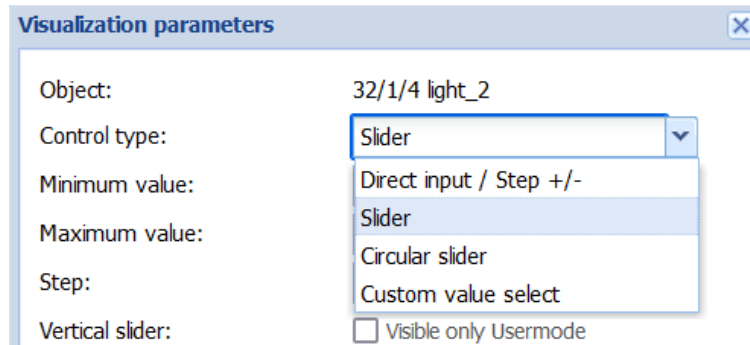 Visualization parameters
Object: 32/1/4 light_2
Control type: Slider
Direct input / Step +/-
Minimum value:
Slider
Maximum value:
Circular slider
Step:
Custom value select
Vertical slider: Visible only Usermode